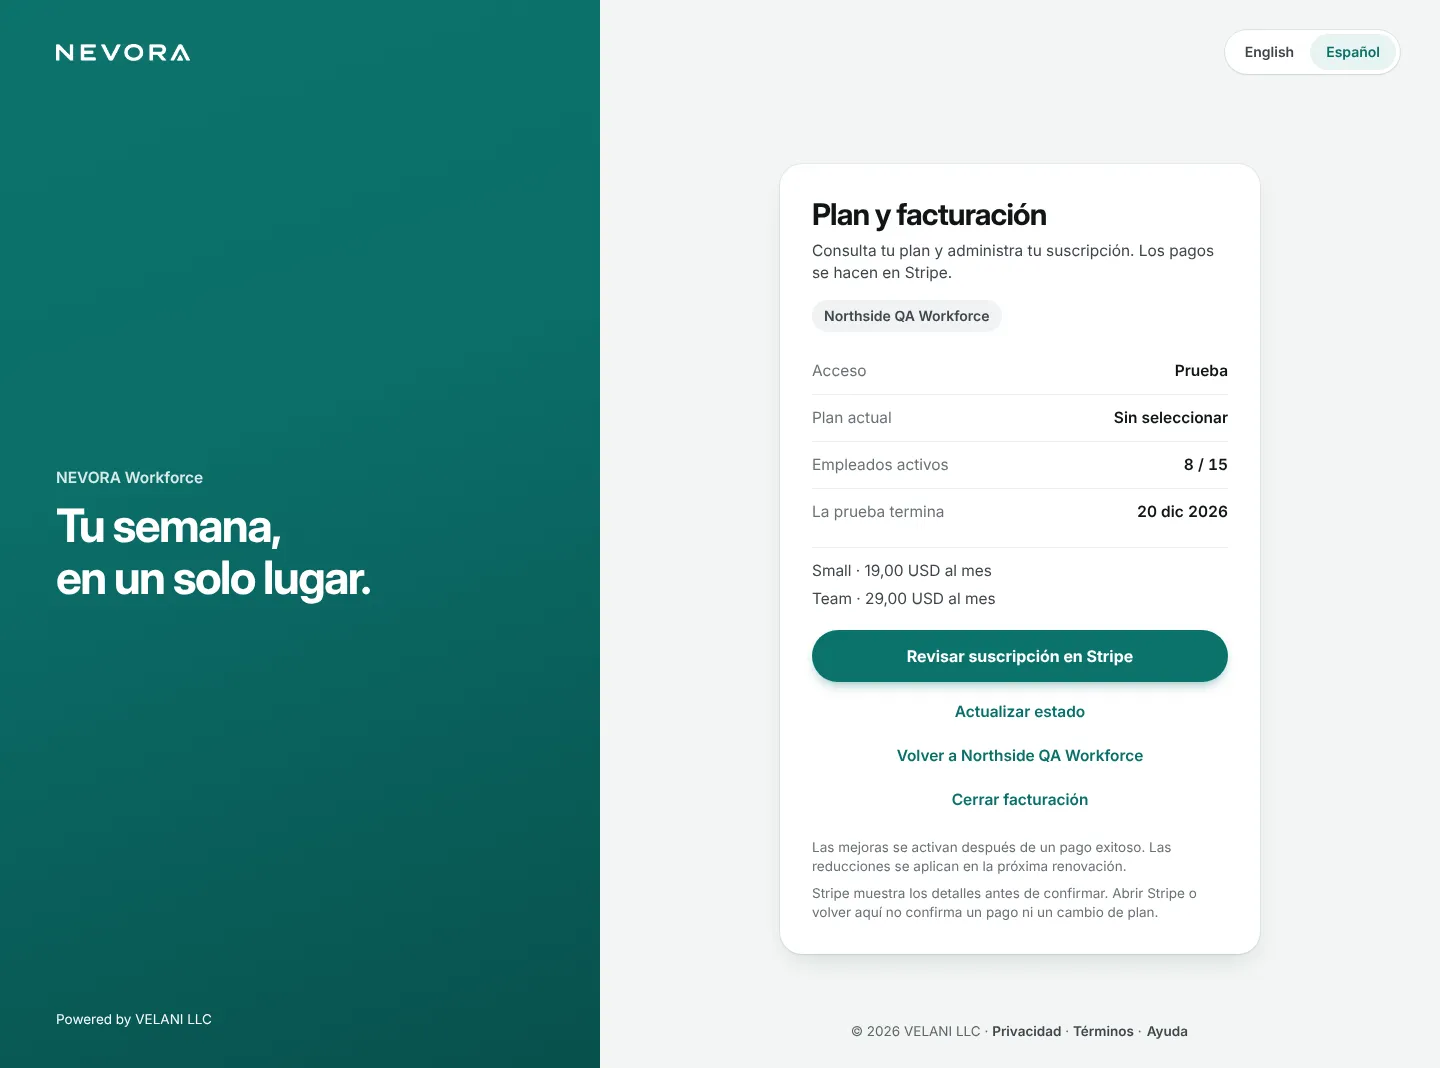 NEVORA
English
Español
NEVORA Workforce
Tu semana,
en un solo lugar.
Powered by VELANI LLC
Plan y facturación
Consulta tu plan y administra tu suscripción. Los pagos
se hacen en Stripe.
Northside QA Workforce
Acceso Prueba
Plan actual Sin seleccionar
Empleados activos 8 / 15
La prueba termina 20 dic 2026
Small · 19,00 USD al mes
Team · 29,00 USD al mes
Revisar suscripción en Stripe
Actualizar estado
Volver a Northside QA Workforce
Cerrar facturación
Las mejoras se activan después de un pago exitoso. Las
reducciones se aplican en la próxima renovación.
Stripe muestra los detalles antes de confirmar. Abrir Stripe o
volver aquí no confirma un pago ni un cambio de plan.
© 2026 VELANI LLC · Privacidad · Términos · Ayuda